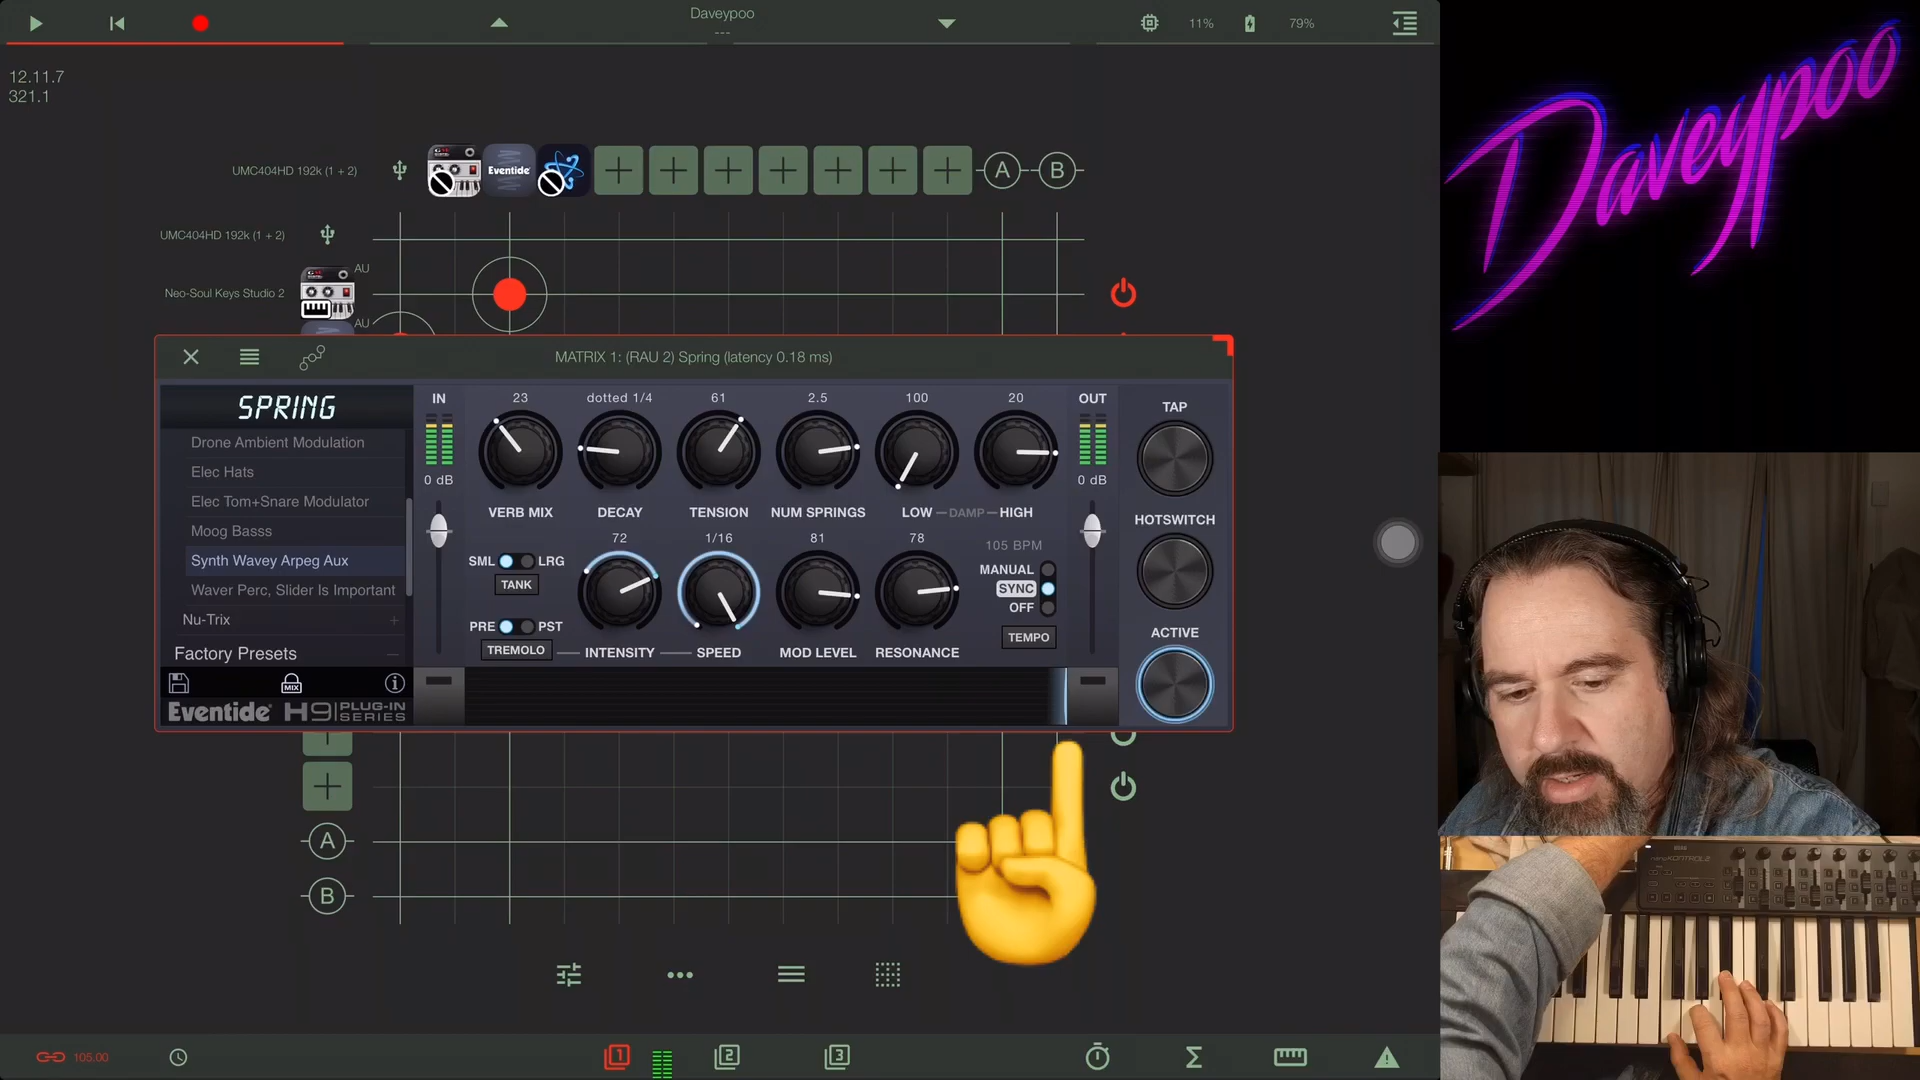 Daveypoo
---
11%
79%
12.11.7
321.1
UMC404HD 192k (1 + 2)
Eventide
A
B
UMC404HD 192k (1 + 2)
AU
Neo-Soul Keys Studio 2
AU
MATRIX 1: (RAU 2) Spring (latency 0.18 ms)
SPRING
Drone Ambient Modulation
Elec Hats
Elec Tom+Snare Modulator
Moog Basss
Synth Wavey Arpeg Aux
Waver Perc, Slider Is Important
Nu-Trix
Factory Presets
MIX
Eventide H9 PLUG-IN SERIES
IN
0 dB
23
VERB MIX
dotted 1/4
DECAY
61
TENSION
2.5
NUM SPRINGS
100
LOW
DAMP
20
HIGH
OUT
0 dB
SML
LRG
TANK
PRE
PST
TREMOLO
72
INTENSITY
1/16
SPEED
81
MOD LEVEL
78
RESONANCE
105 BPM
MANUAL
SYNC
OFF
TEMPO
TAP
HOTSWITCH
ACTIVE
A
B
105.00
1
2
3
Daveypoo
nanoKONTROL2